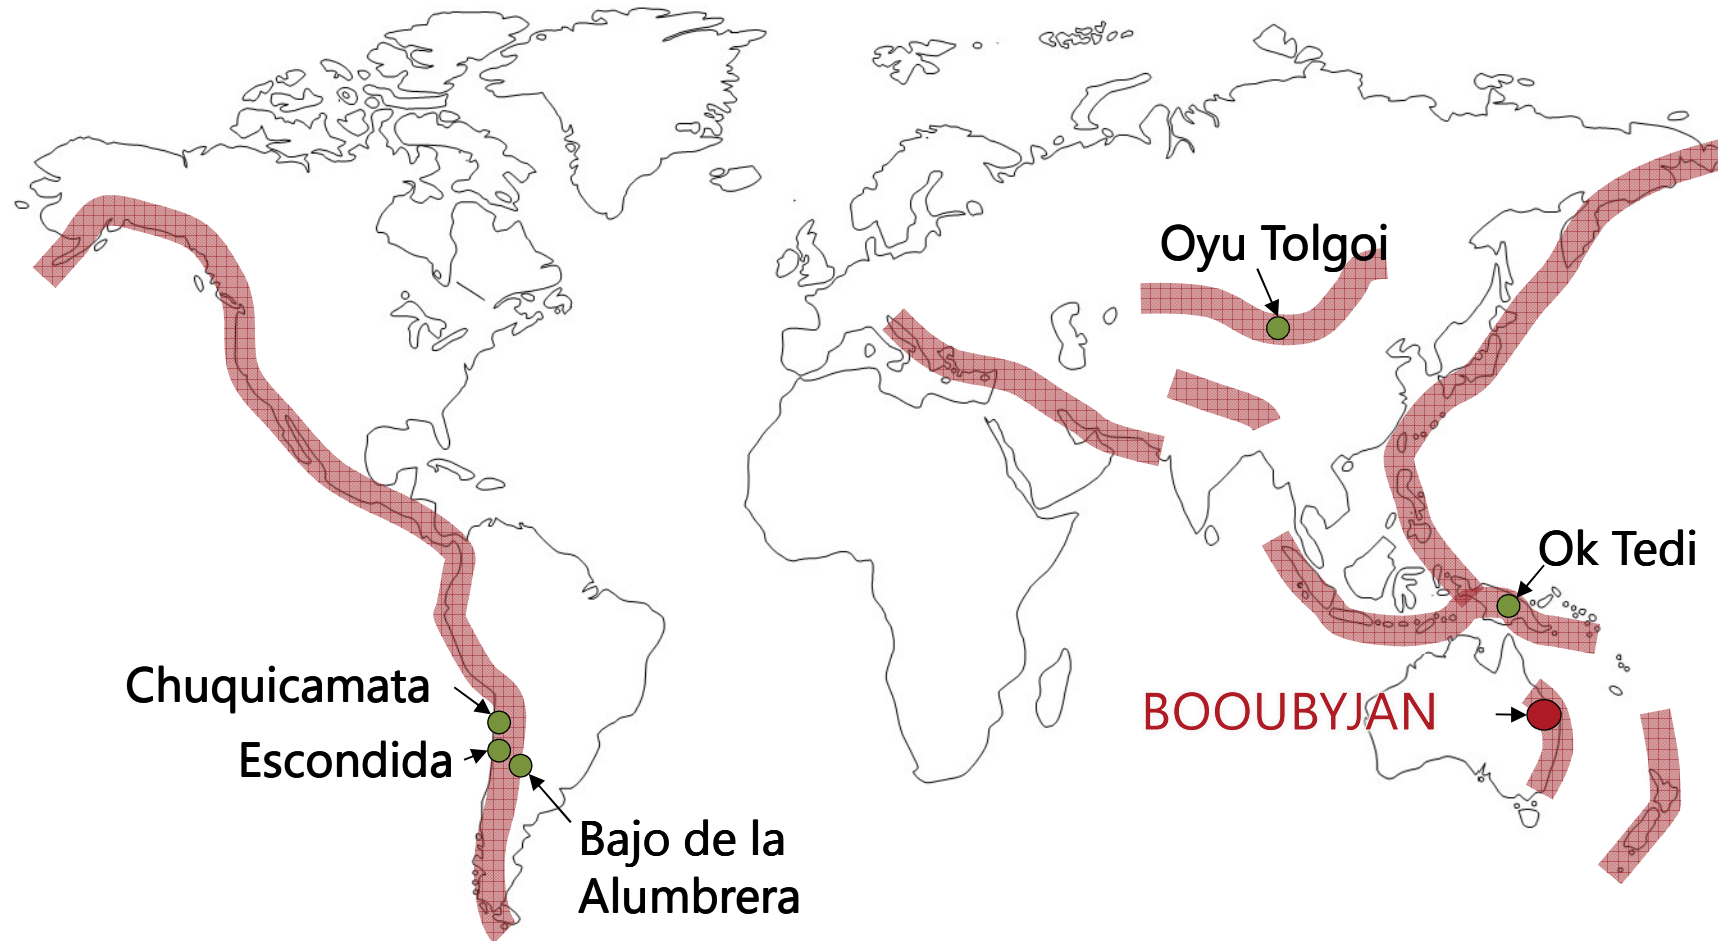 Oyu Tolgoi
Ok Tedi
Chuquicamata
BOOUBYJAN
Escondida
Bajo de la
Alumbrera